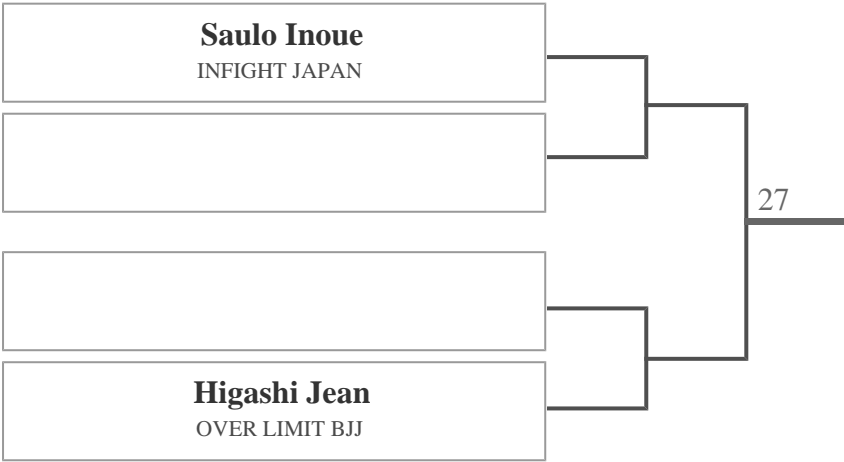 Saulo Inoue
INFIGHT JAPAN
27
Higashi Jean
OVER LIMIT BJJ